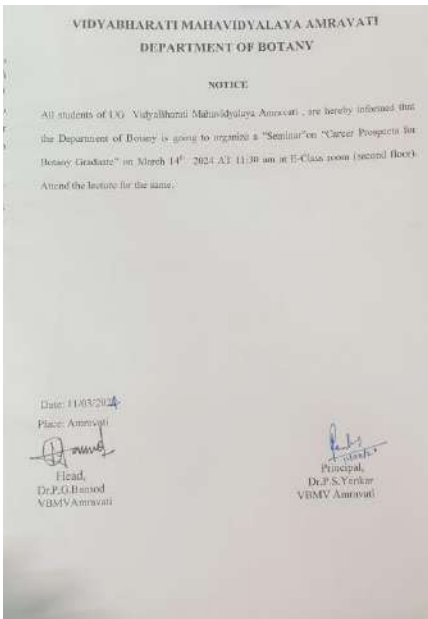 VIDYABHARATI MAHAVIDYALAYA AMRAVATI
DEPARTMENT OF BOTANY
NOTICE
All students of UG VidyaBharati Mahavidyalaya Amravati , are hereby informed that
the Department of Botany is going to organize a "Seminar"on "Career Prospects for
Botany Graduate" on March 14th 2024 AT 11:30 am at E-Class room (second floor).
Attend the lecture for the same.
Date: 11/03/2024
Place: Amravati
Head,
Principal,
Dr.P.G.Bansod
Dr.P.S.Yenkar
VBMVAmravati
VBMV Amravati